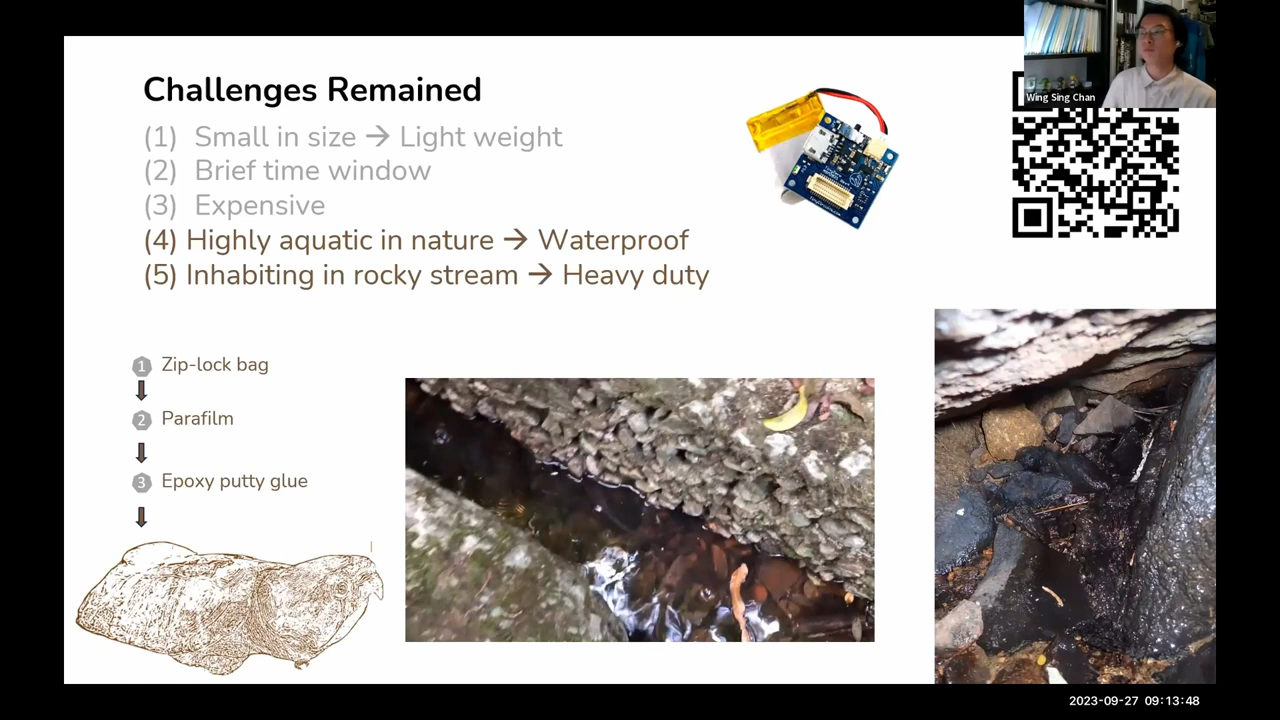 Challenges Remained
(1) Small in size → Light weight
(2) Brief time window
(3) Expensive
(4) Highly aquatic in nature → Waterproof
(5) Inhabiting in rocky stream → Heavy duty
1 Zip-lock bag
2 Parafilm
3 Epoxy putty glue
Wing Sing Chan
2023-09-27 09:13:48